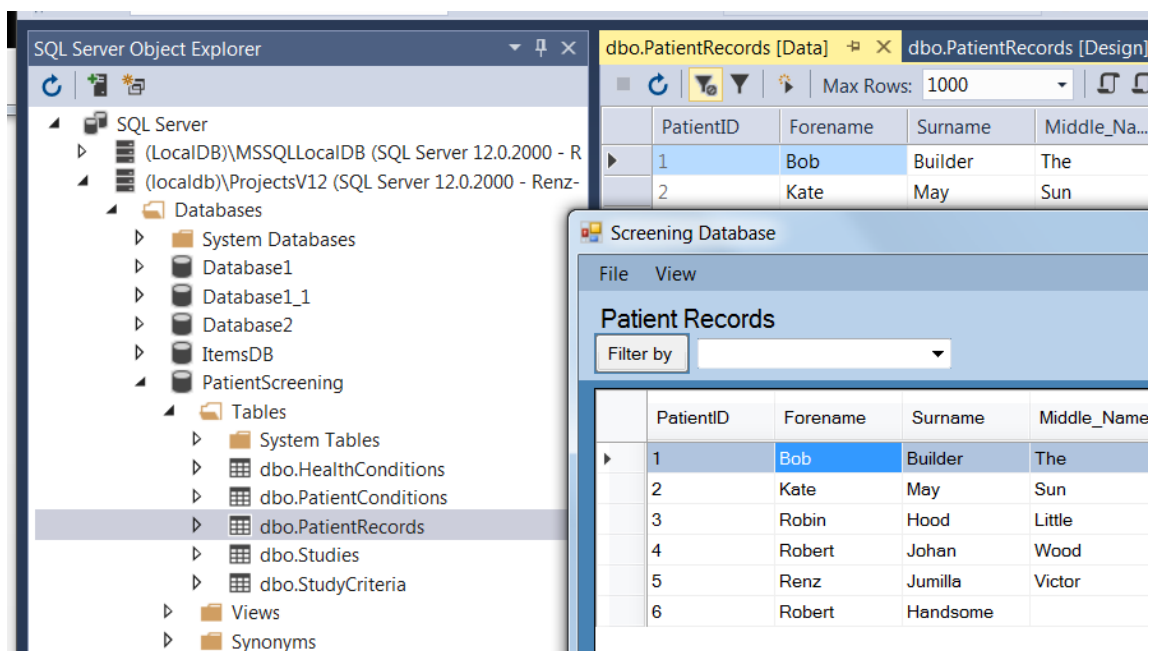 SQL Server Object Explorer
SQL Server
(LocalDB)\MSSQLLocalDB (SQL Server 12.0.2000 - R
(localdb)\ProjectsV12 (SQL Server 12.0.2000 - Renz-
Databases
System Databases
Database1
Database1_1
Database2
ItemsDB
PatientScreening
Tables
System Tables
dbo.HealthConditions
dbo.PatientConditions
dbo.PatientRecords
dbo.Studies
dbo.StudyCriteria
Views
Synonyms
dbo.PatientRecords [Data] dbo.PatientRecords [Design]
Max Rows: 1000
PatientID Forename Surname Middle_Na...
1 Bob Builder The
2 Kate May Sun
Screening Database
File View
Patient Records
Filter by
PatientID Forename Surname Middle_Name
1 Bob Builder The
2 Kate May Sun
3 Robin Hood Little
4 Robert Johan Wood
5 Renz Jumilla Victor
6 Robert Handsome